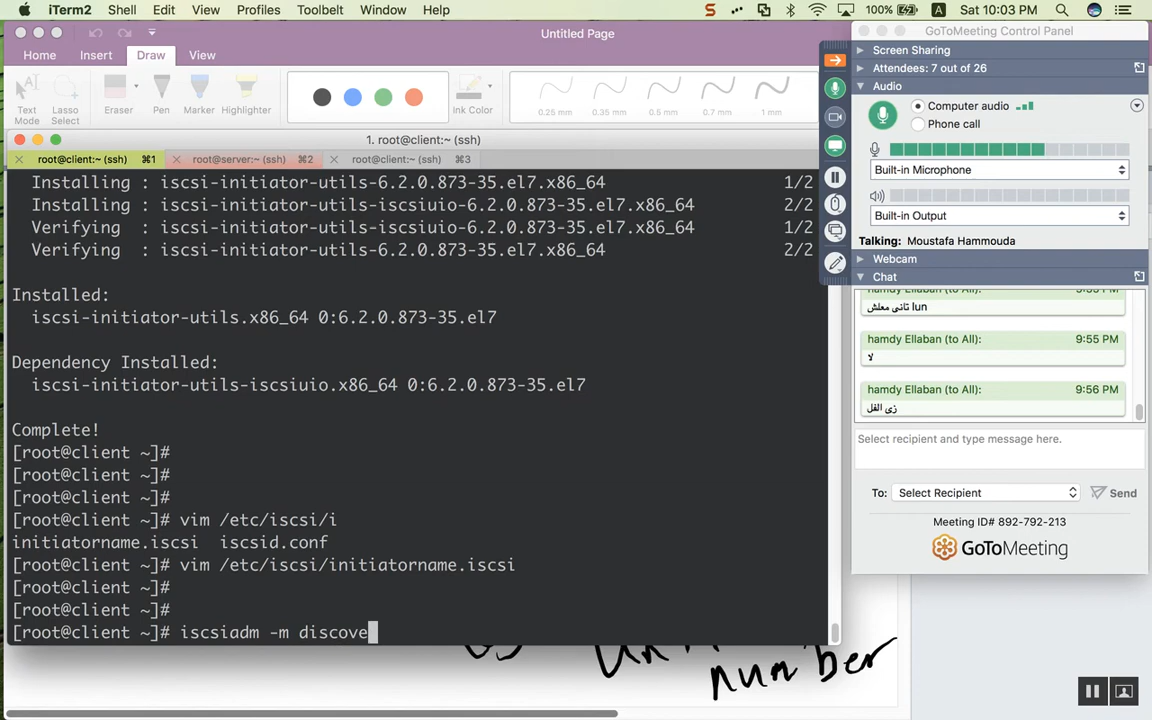 iTerm2 Shell Edit View Profiles Toolbelt Window Help
100% A Sat 10:03 PM
Untitled Page
Home Insert Draw View
Text Mode
Lasso Select
Eraser
Pen
Marker
Highlighter
Ink Color
0.25 mm 0.35 mm 0.5 mm 0.7 mm 1 mm
1. root@client:~ (ssh)
root@client:~ (ssh) ⌘1 root@server:~ (ssh) ⌘2 root@client:~ (ssh) ⌘3
Installing : iscsi-initiator-utils-6.2.0.873-35.el7.x86_64 1/2
Installing : iscsi-initiator-utils-iscsiuio-6.2.0.873-35.el7.x86_64 2/2
Verifying : iscsi-initiator-utils-iscsiuio-6.2.0.873-35.el7.x86_64 1/2
Verifying : iscsi-initiator-utils-6.2.0.873-35.el7.x86_64 2/2
Installed:
iscsi-initiator-utils.x86_64 0:6.2.0.873-35.el7
Dependency Installed:
iscsi-initiator-utils-iscsiuio.x86_64 0:6.2.0.873-35.el7
Complete!
[root@client ~]#
[root@client ~]#
[root@client ~]#
[root@client ~]# vim /etc/iscsi/i
initiatorname.iscsi iscsid.conf
[root@client ~]# vim /etc/iscsi/initiatorname.iscsi
[root@client ~]#
[root@client ~]#
[root@client ~]# iscsiadm -m discove
number
GoToMeeting Control Panel
Screen Sharing
Attendees: 7 out of 26
Audio
Computer audio
Phone call
Built-in Microphone
Built-in Output
Talking: Moustafa Hammouda
Webcam
Chat
hamdy Ellaban (to All): 9:55 PM
تانى معلش lun
hamdy Ellaban (to All): 9:55 PM
لا
hamdy Ellaban (to All): 9:56 PM
زى الفل
Select recipient and type message here.
To: Select Recipient Send
Meeting ID# 892-792-213
GoToMeeting